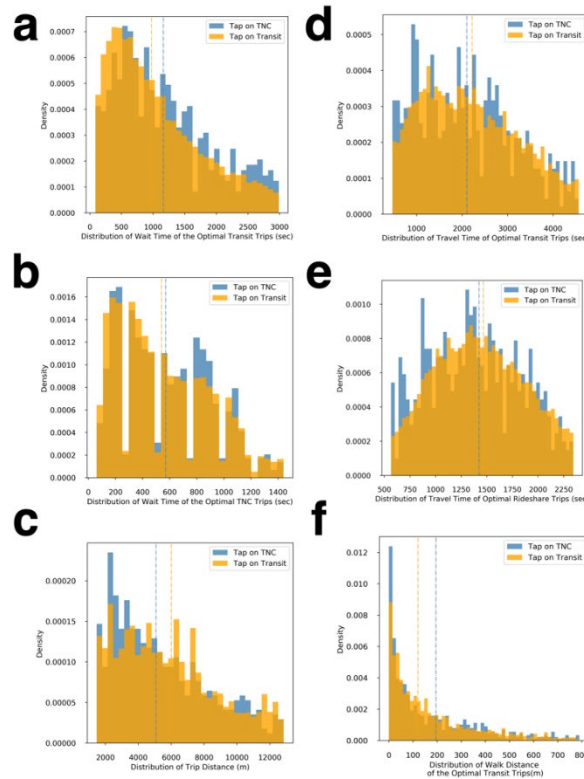 a
Tap on TNC
Tap on Transit
0.0007
0.0006
0.0005
0.0004
0.0003
0.0002
0.0001
0.0000
Density
0 500 1000 1500 2000 2500 3000
Distribution of Wait Time of the Optimal Transit Trips (sec)
d
Tap on TNC
Tap on Transit
0.0005
0.0004
0.0003
0.0002
0.0001
0.0000
Density
1000 2000 3000 4000
Distribution of Travel Time of Optimal Transit Trips (sec)
b
Tap on TNC
Tap on Transit
0.0016
0.0014
0.0012
0.0010
0.0008
0.0006
0.0004
0.0002
0.0000
Density
0 200 400 600 800 1000 1200 1400
Distribution of Wait Time of the Optimal TNC Trips (sec)
e
Tap on TNC
Tap on Transit
0.0010
0.0008
0.0006
0.0004
0.0002
0.0000
Density
500 750 1000 1250 1500 1750 2000 2250
Distribution of Travel Time of Optimal Rideshare Trips (sec)
c
Tap on TNC
Tap on Transit
0.00020
0.00015
0.00010
0.00005
0.00000
Density
2000 4000 6000 8000 10000 12000
Distribution of Trip Distance (m)
f
Tap on TNC
Tap on Transit
0.012
0.010
0.008
0.006
0.004
0.002
0.000
Density
0 100 200 300 400 500 600 700 800
Distribution of Walk Distance
of the Optimal Transit Trips(m)